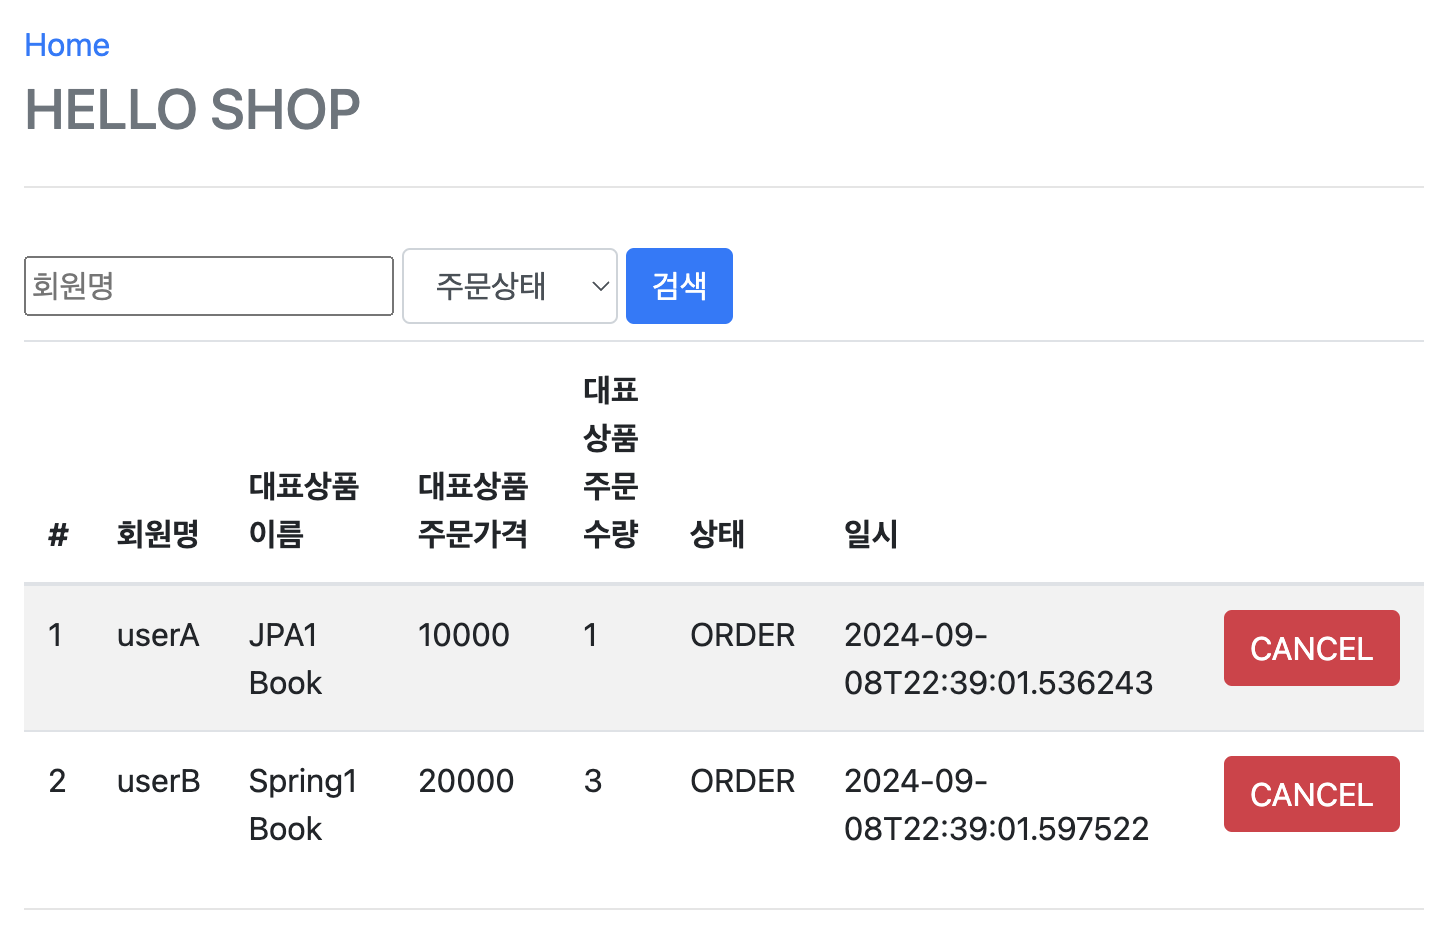 Home
HELLO SHOP
회원명 주문상태 검색
대표
상품
대표상품 대표상품 주문
# 회원명 이름 주문가격 수량 상태 일시
1 userA JPA1 10000 1 ORDER 2024-09- CANCEL
Book 08T22:39:01.536243
2 userB Spring1 20000 3 ORDER 2024-09- CANCEL
Book 08T22:39:01.597522